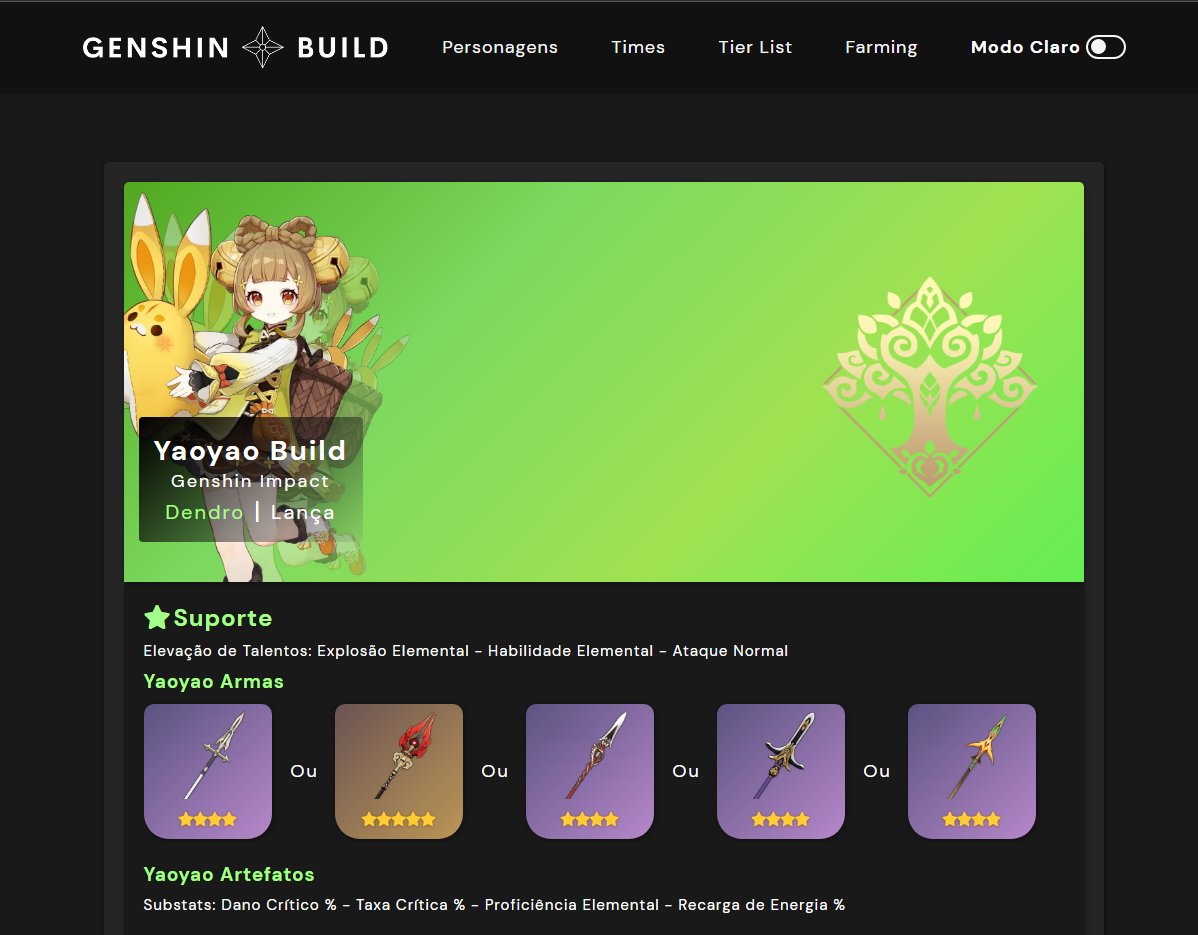 GENSHIN BUILD Personagens Times Tier List Farming Modo Claro
Yaoyao Build
Genshin Impact
Dendro | Lança
Suporte
Elevação de Talentos: Explosão Elemental - Habilidade Elemental - Ataque Normal
Yaoyao Armas
Ou Ou Ou Ou
Yaoyao Artefatos
Substats: Dano Crítico % - Taxa Crítica % - Proficiência Elemental - Recarga de Energia %